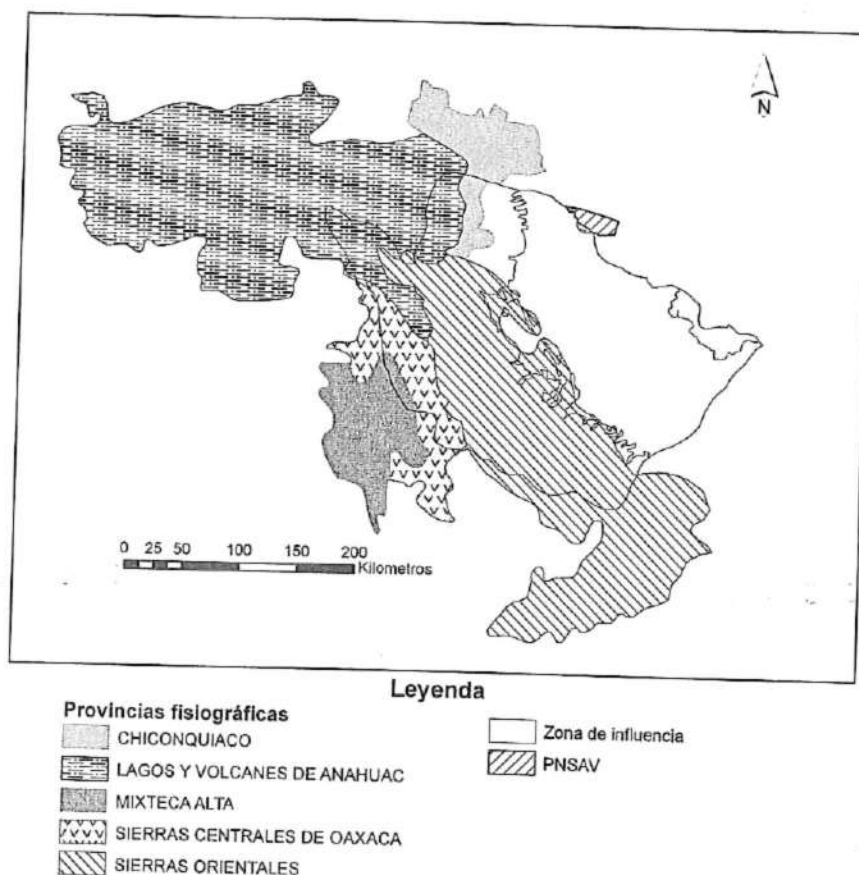 N
0 25 50 100 150 200
Kilometros
Leyenda
Provincias fisiográficas
CHICONQUIACO
LAGOS Y VOLCANES DE ANAHUAC
MIXTECA ALTA
SIERRAS CENTRALES DE OAXACA
SIERRAS ORIENTALES
Zona de influencia
PNSAV